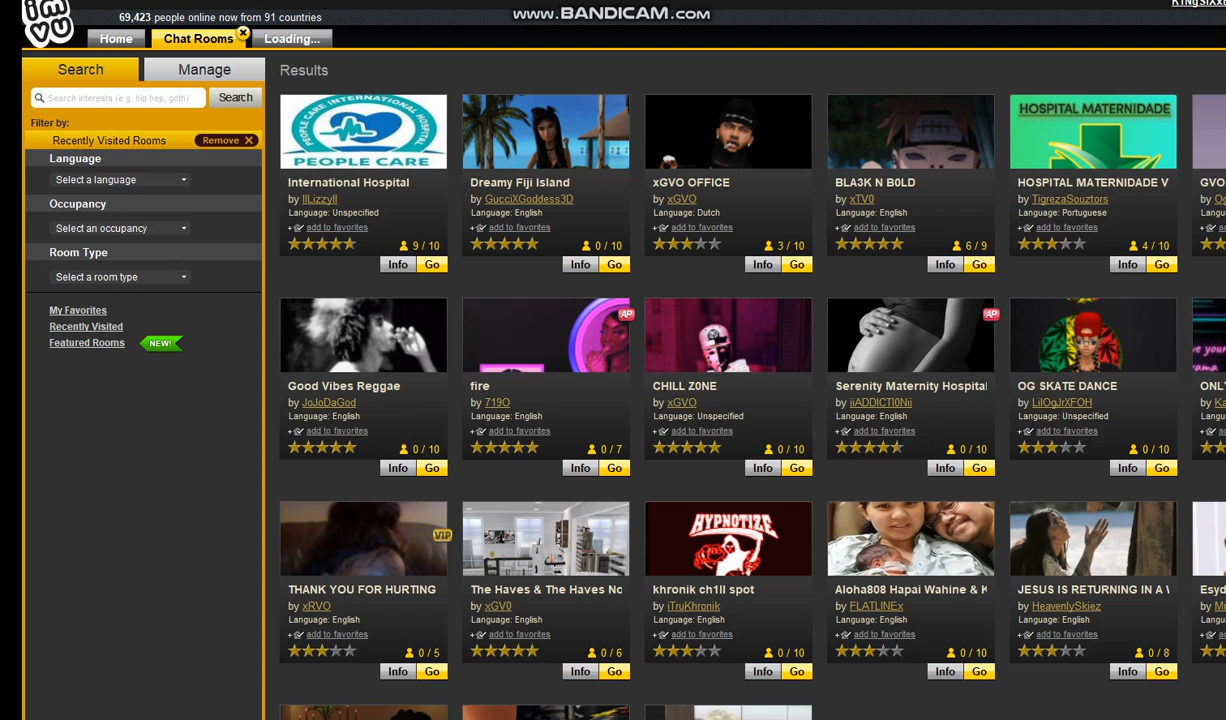 imvu
69,423 people online now from 91 countries
www.BANDICAM.com
Home
Chat Rooms
Loading...
Search
Manage
Results
Search interests (e.g. hip hop, goth)
Search
Filter by:
Recently Visited Rooms
Remove
Language
Select a language
Occupancy
Select an occupancy
Room Type
Select a room type
My Favorites
Recently Visited
Featured Rooms
NEW!
PEOPLE CARE INTERNATIONAL HOSPITAL
PEOPLE CARE
International Hospital
by
Language: Unspecified
add to favorites
9 / 10
Info Go
Dreamy Fiji Island
by GucciXGoddess3D
Language: English
add to favorites
0 / 10
Info Go
xGVO OFFICE
by xGVO
Language: Dutch
add to favorites
3 / 10
Info Go
BLA3K N B0LD
by xTV0
Language: English
add to favorites
6 / 9
Info Go
HOSPITAL MATERNIDADE
HOSPITAL MATERNIDADE V
by TigrezaSouztors
Language: Portuguese
add to favorites
4 / 10
Info Go
GVO
Good Vibes Reggae
by JoJoDaGod
Language: English
add to favorites
0 / 10
Info Go
AP
fire
by 719O
Language: English
add to favorites
0 / 7
Info Go
CHILL Z0NE
by xGVO
Language: Unspecified
add to favorites
0 / 10
Info Go
AP
Serenity Maternity Hospital
by iiADDICTI0Nii
Language: English
add to favorites
0 / 10
Info Go
OG SKATE DANCE
by LilOgJrXFOH
Language: Unspecified
add to favorites
0 / 10
Info Go
ONL
VIP
THANK YOU FOR HURTING
by xRVO
Language: English
add to favorites
0 / 5
Info Go
The Haves & The Haves No
by xGV0
Language: English
add to favorites
0 / 6
Info Go
HYPNOTIZE
khronik ch1ll spot
by iTruKhronik
Language: English
add to favorites
0 / 10
Info Go
Aloha808 Hapai Wahine & K
by FLATLINEx
Language: English
add to favorites
0 / 10
Info Go
JESUS IS RETURNING IN A
by HeavenlySkiez
Language: English
add to favorites
0 / 8
Info Go
Esyd